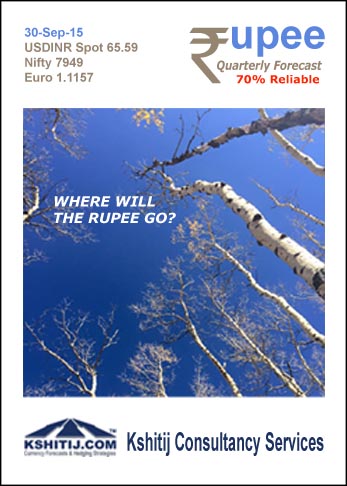 30-Sep-15
USDINR Spot 65.59
Nifty 7949
Euro 1.1157
₹upee
Quarterly Forecast
70% Reliable
WHERE WILL
THE RUPEE GO?
TM
KSHITIJ.COM
Currency Forecasts & Hedging Strategies
Kshitij Consultancy Services